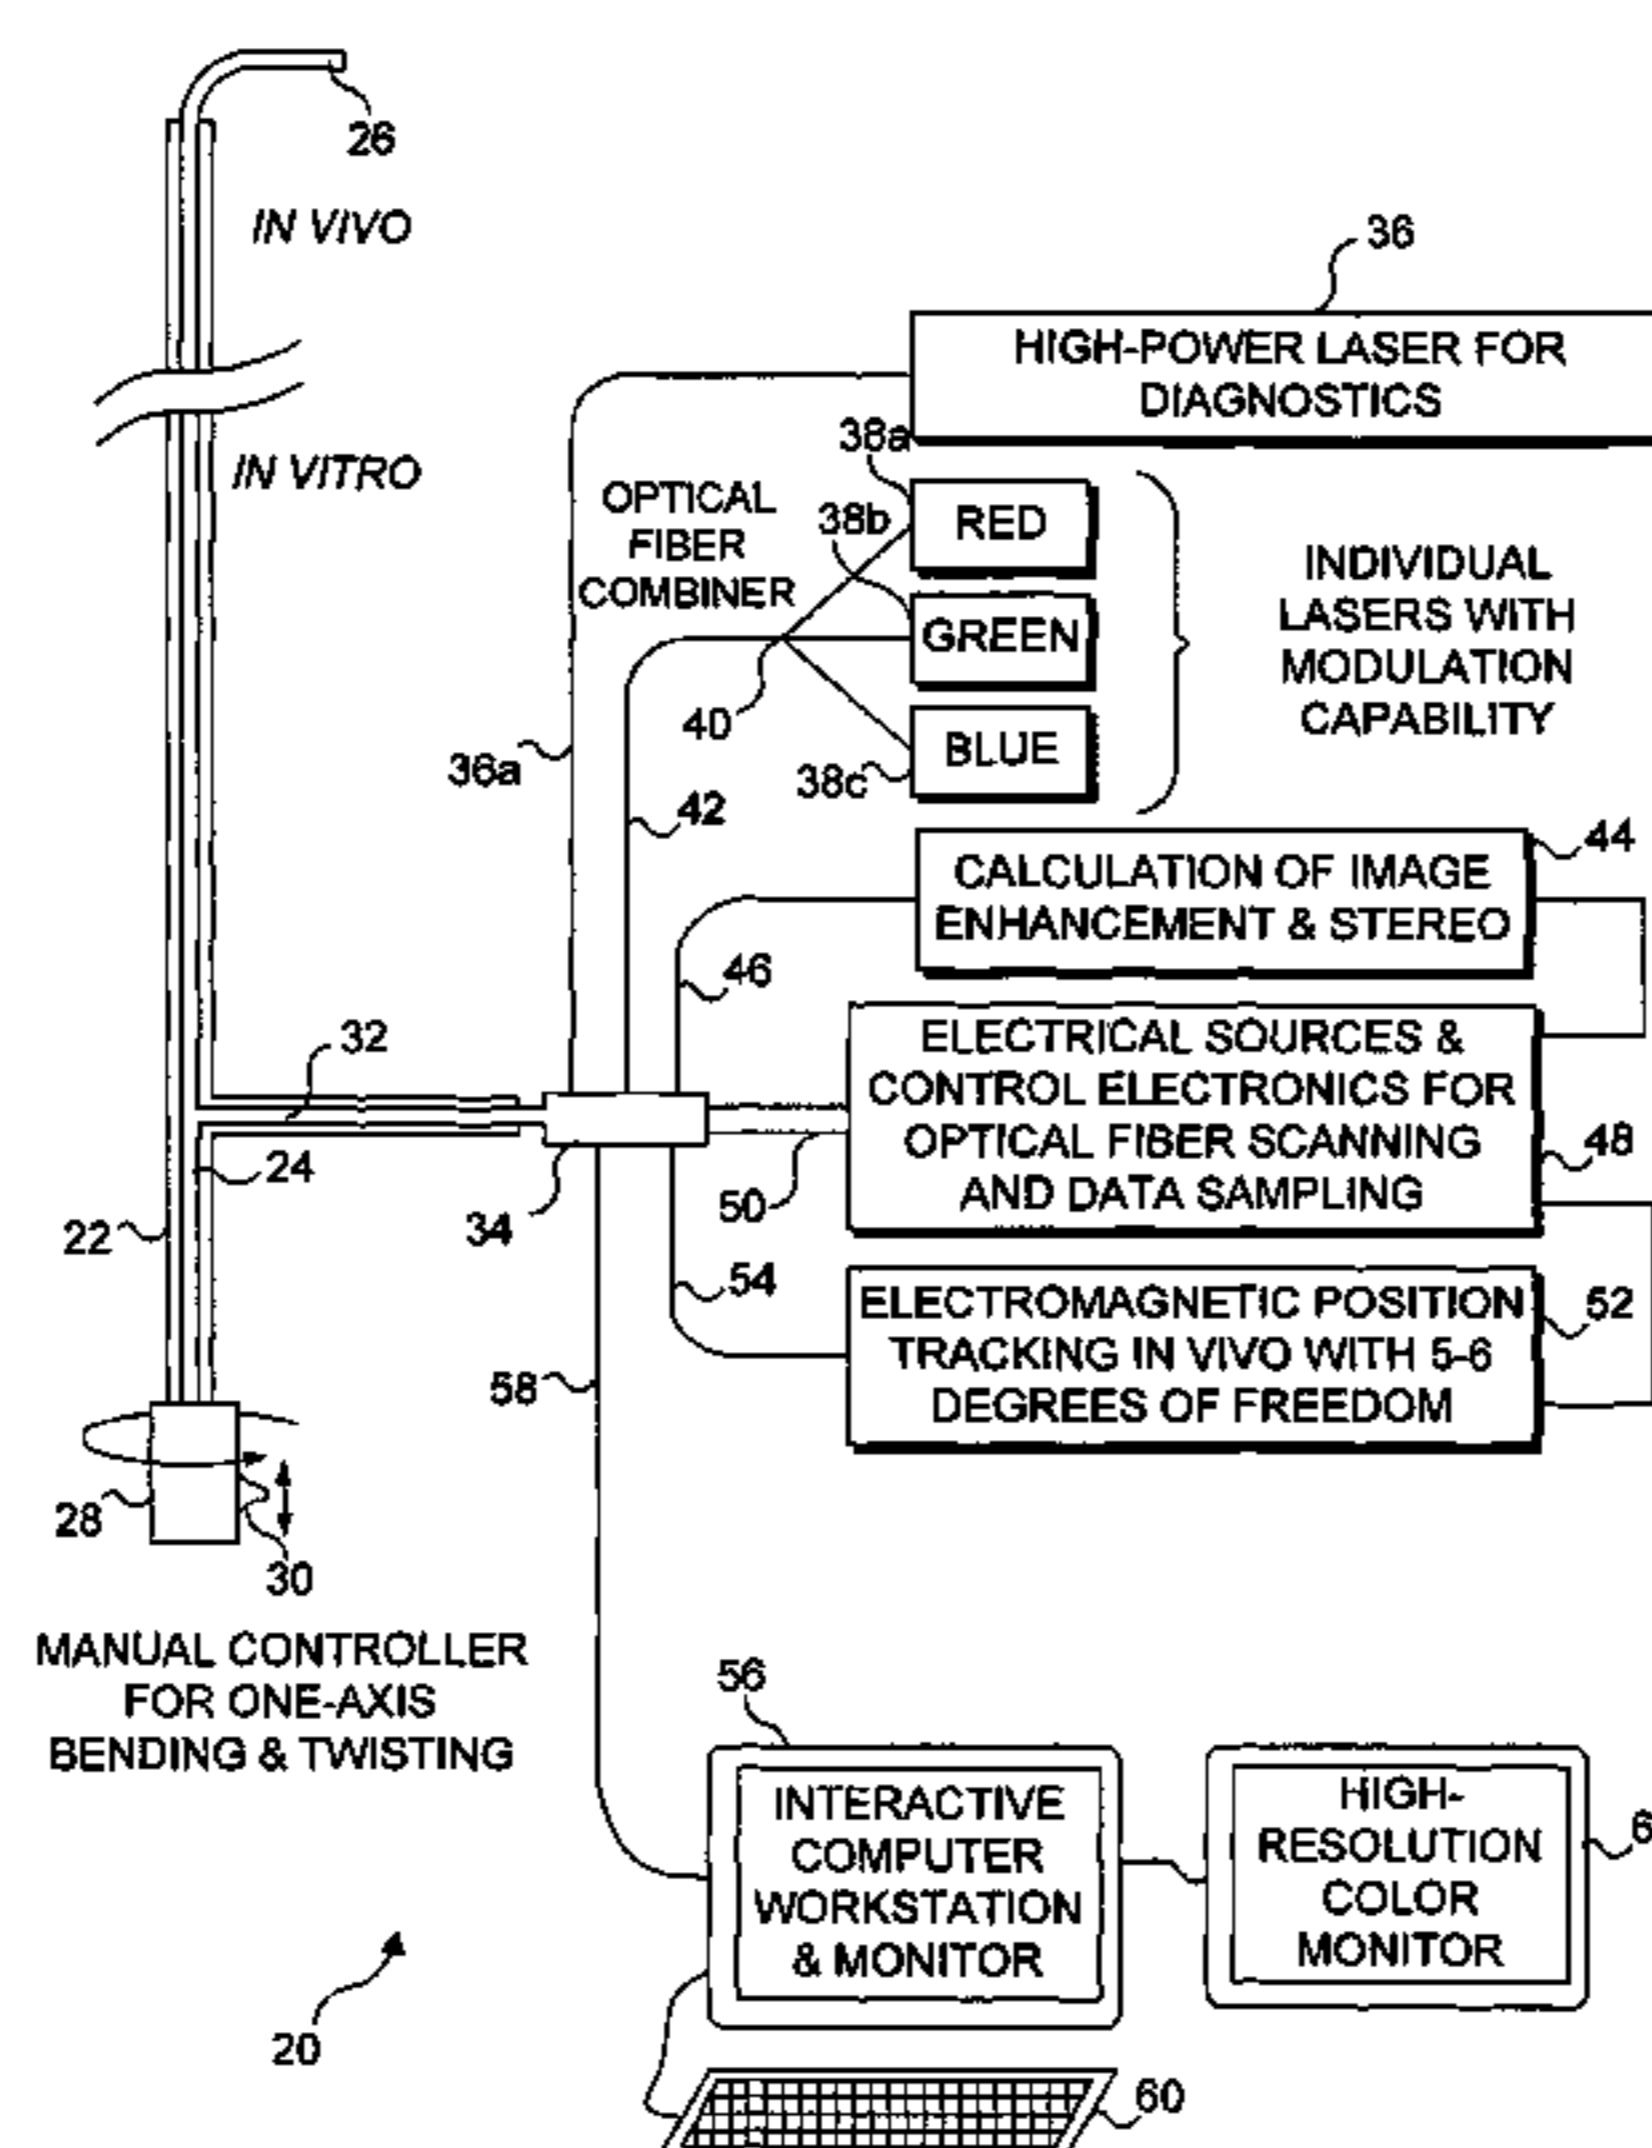 26
IN VIVO
36
HIGH-POWER LASER FOR
DIAGNOSTICS
38a
IN VITRO
OPTICAL
FIBER
COMBINER
38b
RED
GREEN
BLUE
INDIVIDUAL
LASERS WITH
MODULATION
CAPABILITY
40
36a
38c
42
44
CALCULATION OF IMAGE
ENHANCEMENT & STEREO
46
32
ELECTRICAL SOURCES &
CONTROL ELECTRONICS FOR
OPTICAL FIBER SCANNING
AND DATA SAMPLING
48
24
22
34
50
54
ELECTROMAGNETIC POSITION
TRACKING IN VIVO WITH 5-6
DEGREES OF FREEDOM
52
58
28
30
MANUAL CONTROLLER
FOR ONE-AXIS
BENDING & TWISTING
56
INTERACTIVE
COMPUTER
WORKSTATION
& MONITOR
HIGH-
RESOLUTION
COLOR
MONITOR
20
60